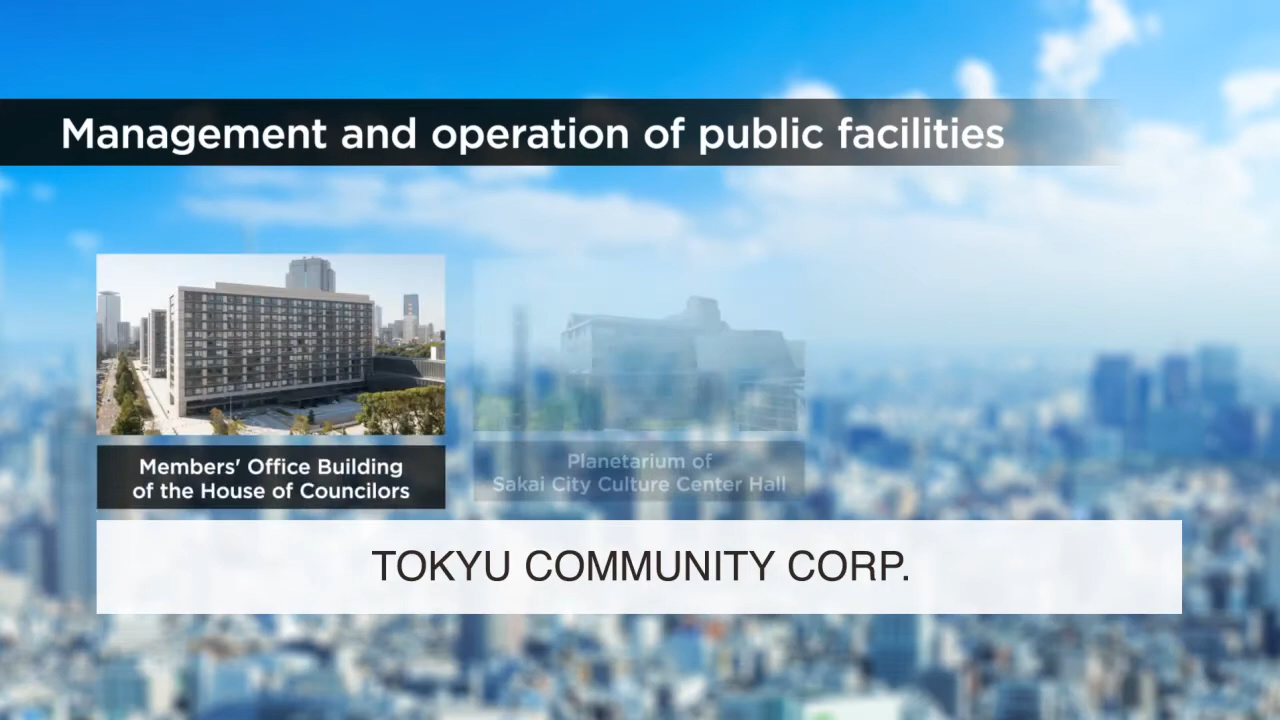 Management and operation of public facilities
Members' Office Building
of the House of Councilors
Planetarium of
Sakai City Culture Center Hall
TOKYU COMMUNITY CORP.